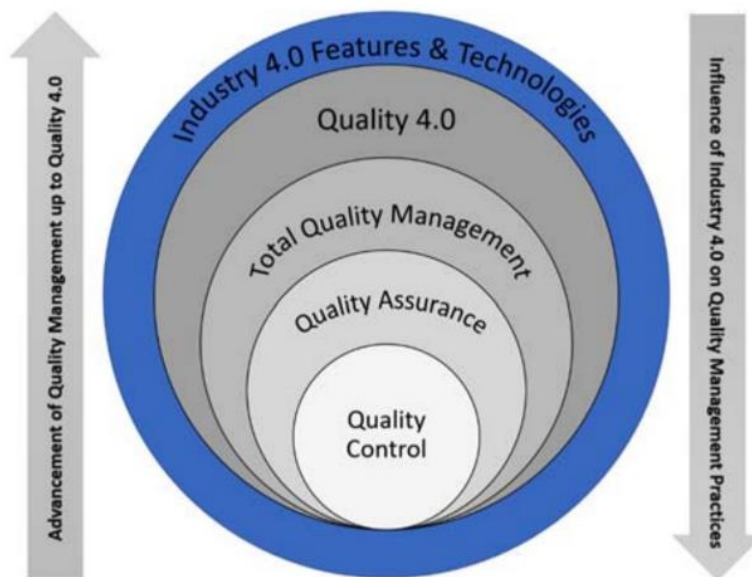 Advancement of Quality Management up to Quality 4.0
Industry 4.0 Features & Technologies
Quality 4.0
Total Quality Management
Quality Assurance
Quality
Control
Influence of Industry 4.0 on Quality Management Practices